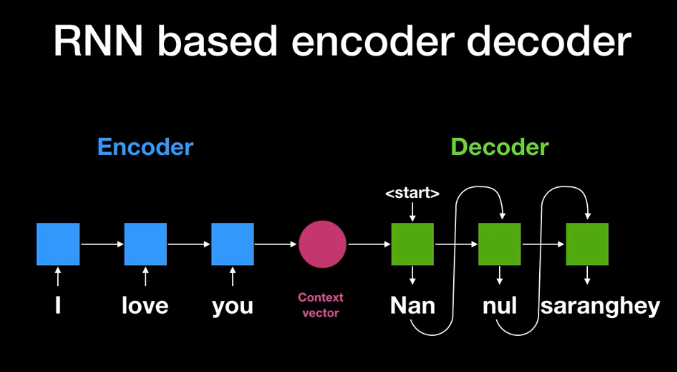 RNN based encoder decoder
Encoder
Decoder
<start>
I love you
Context
vector
Nan nul saranghey